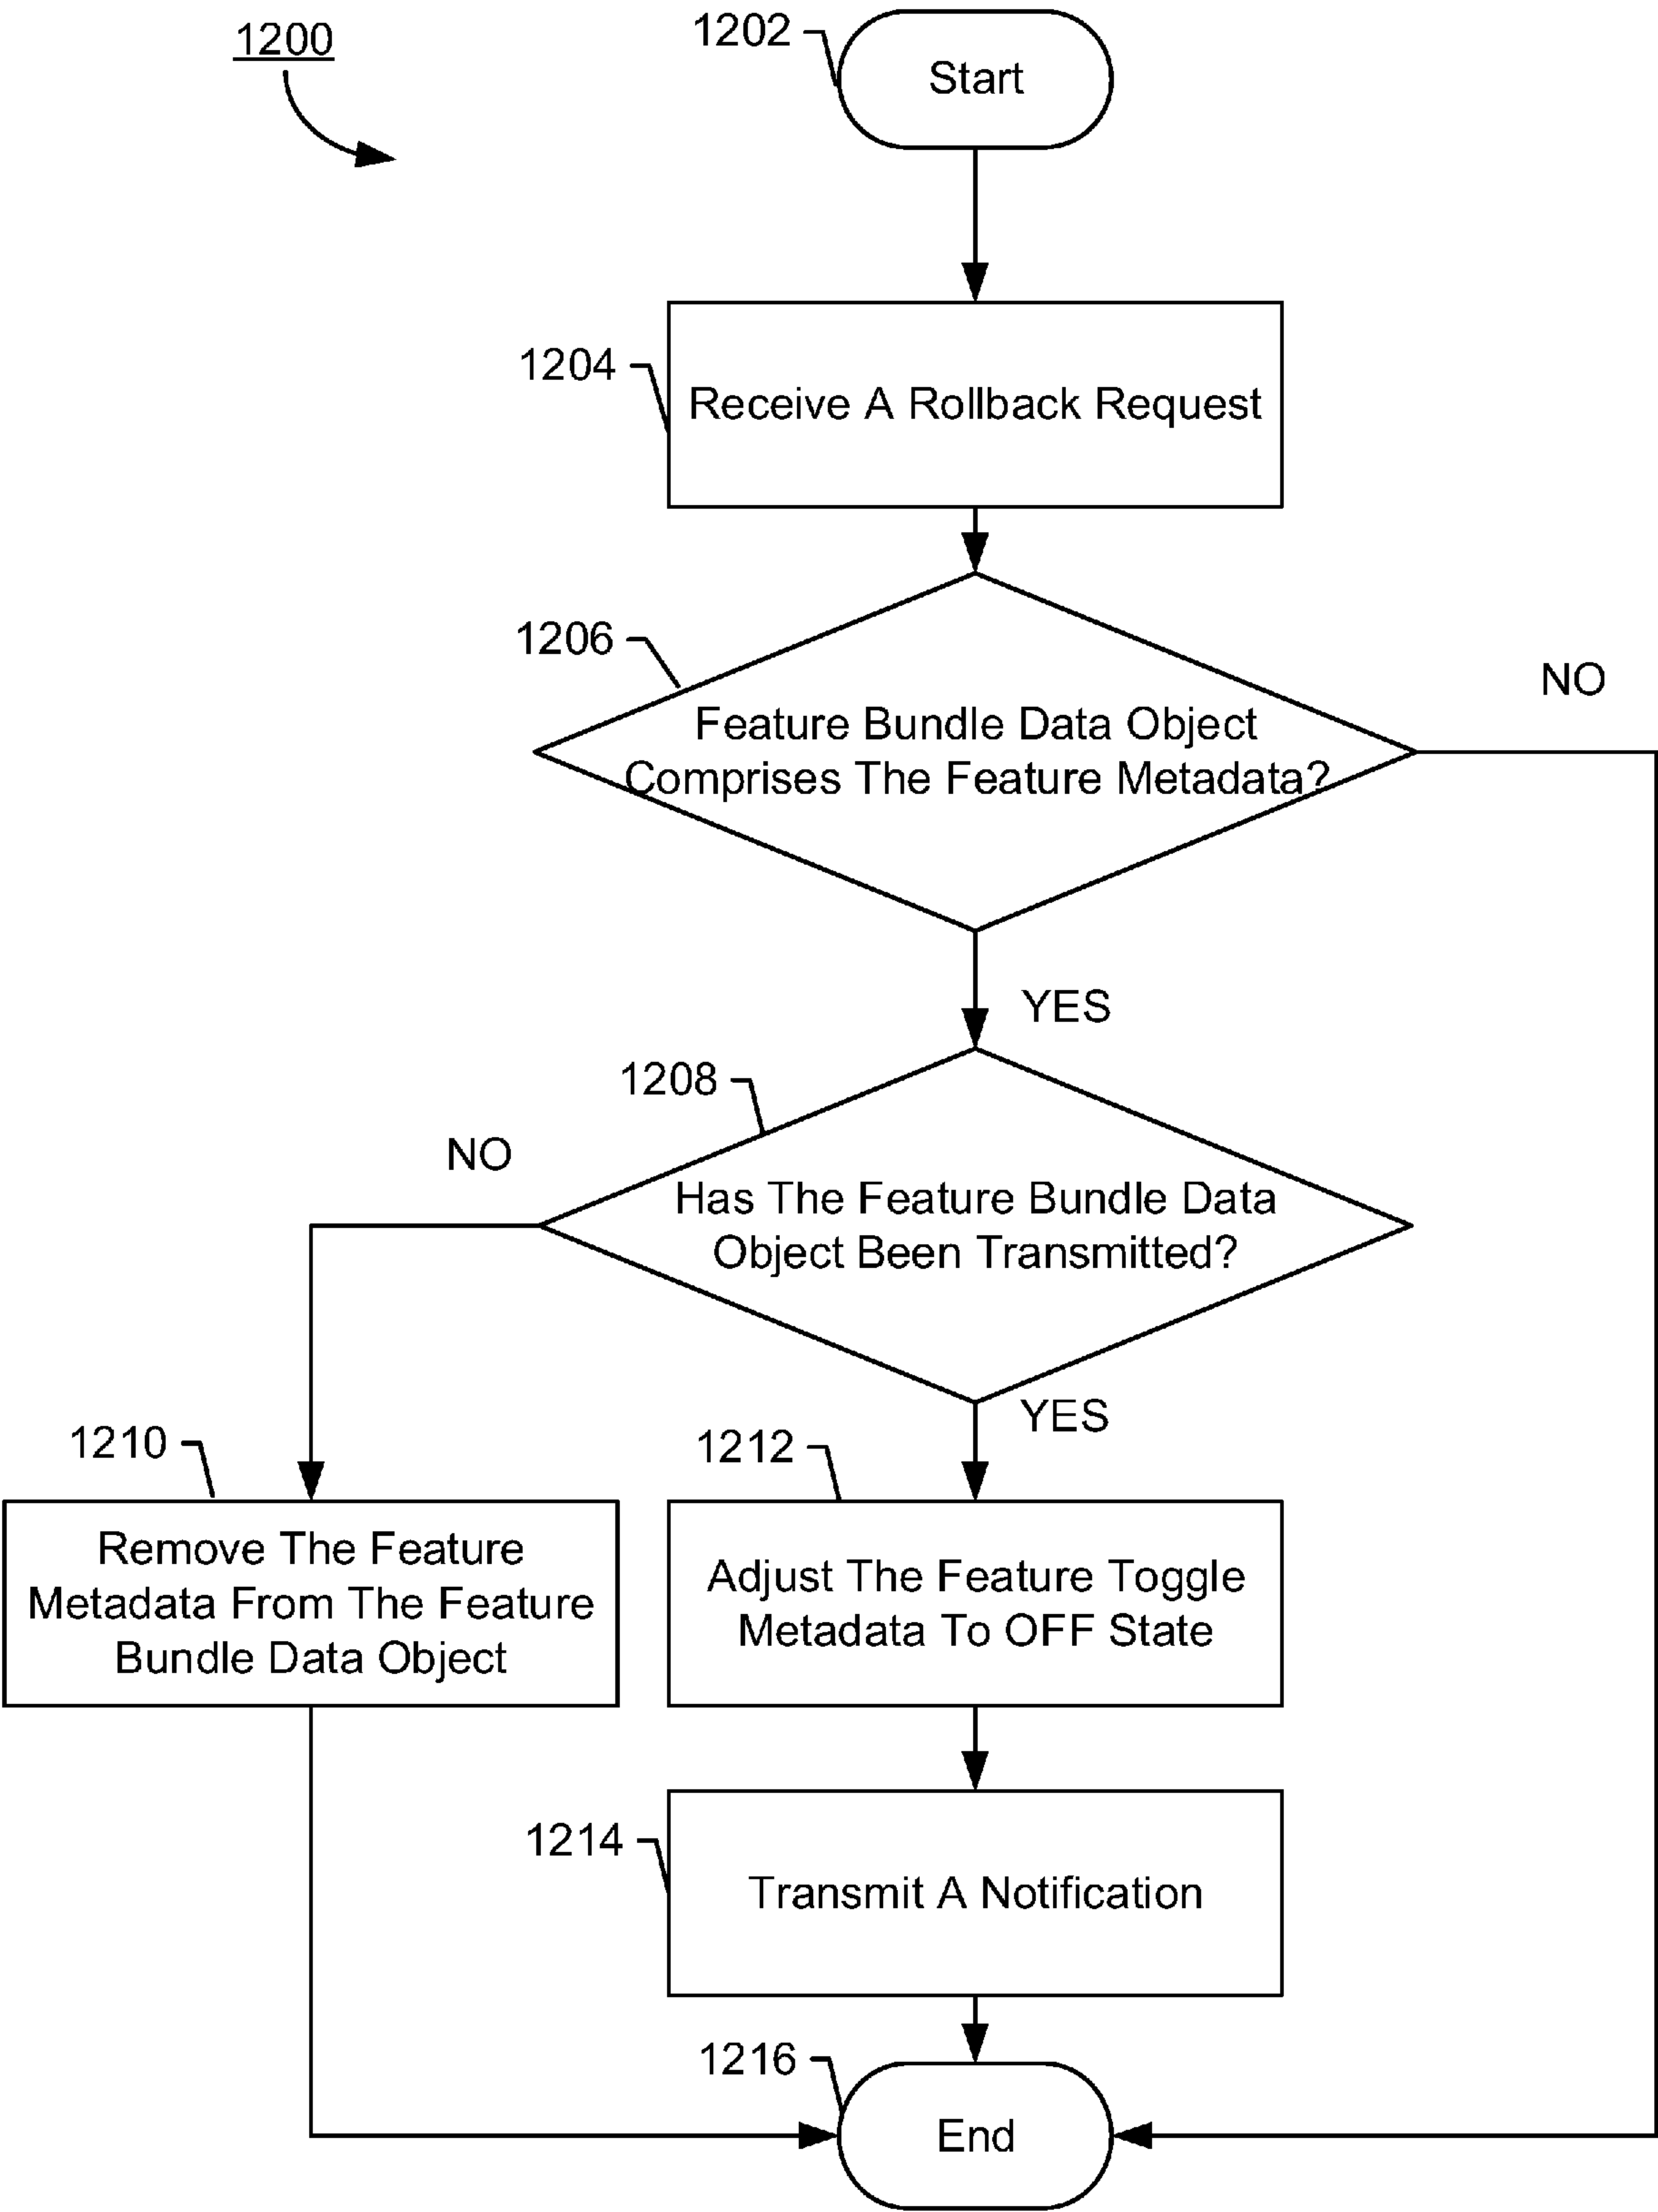 1200
1202
Start
1204
Receive A Rollback Request
1206
NO
Feature Bundle Data Object
Comprises The Feature Metadata?
YES
1208
NO
Has The Feature Bundle Data
Object Been Transmitted?
YES
1210
1212
Remove The Feature
Metadata From The Feature
Bundle Data Object
Adjust The Feature Toggle
Metadata To OFF State
1214
Transmit A Notification
1216
End